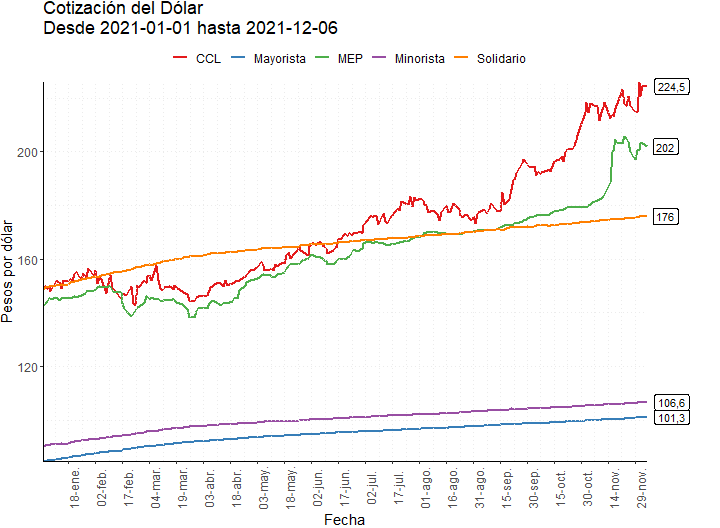 Cotización del Dólar
Desde 2021-01-01 hasta 2021-12-06
CCL Mayorista MEP Minorista Solidario
Pesos por dólar
200
160
120
224,5
202
176
106,6
101,3
18-ene. 02-feb. 17-feb. 04-mar. 19-mar. 03-abr. 18-abr. 03-may. 18-may. 02-jun. 17-jun. 02-jul. 17-jul. 01-ago. 16-ago. 31-ago. 15-sep. 30-sep. 15-oct. 30-oct. 14-nov. 29-nov.
Fecha